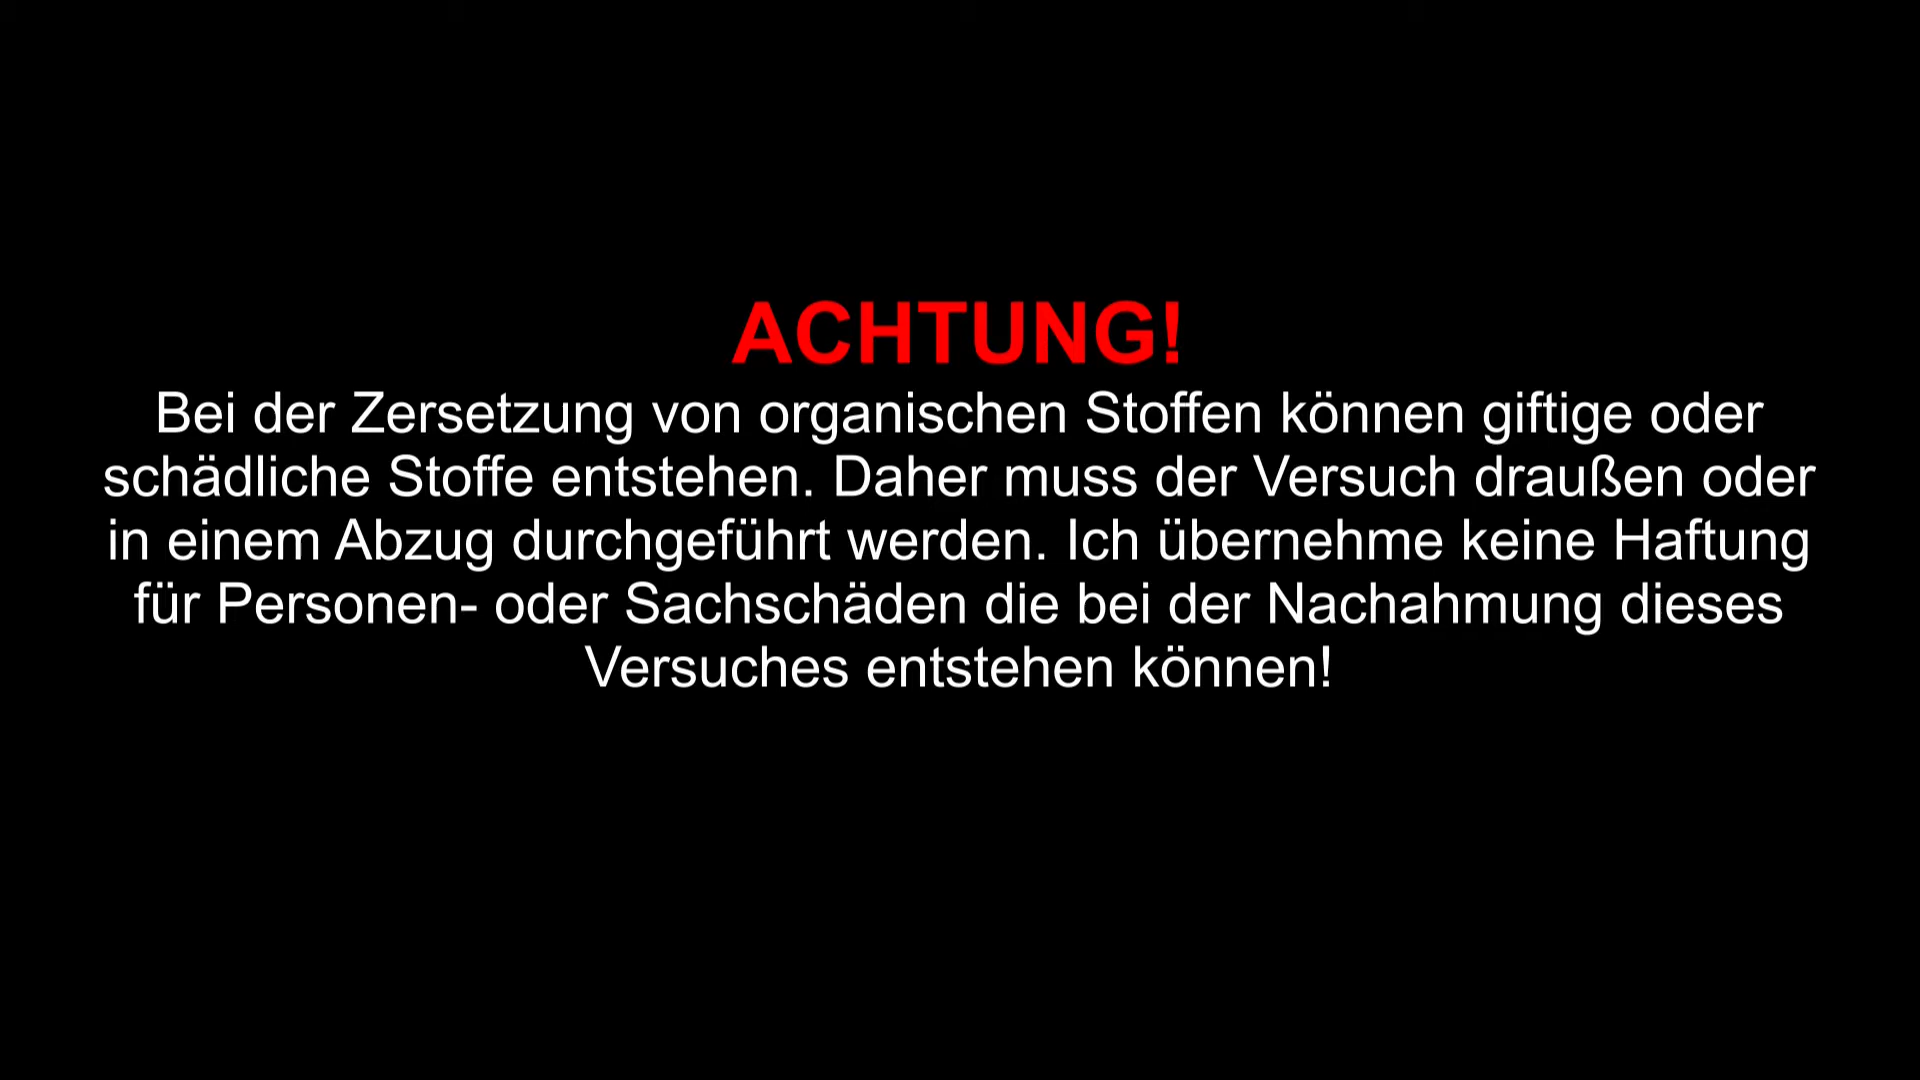 ACHTUNG!
Bei der Zersetzung von organischen Stoffen können giftige oder
schädliche Stoffe entstehen. Daher muss der Versuch draußen oder
in einem Abzug durchgeführt werden. Ich übernehme keine Haftung
für Personen- oder Sachschäden die bei der Nachahmung dieses
Versuches entstehen können!